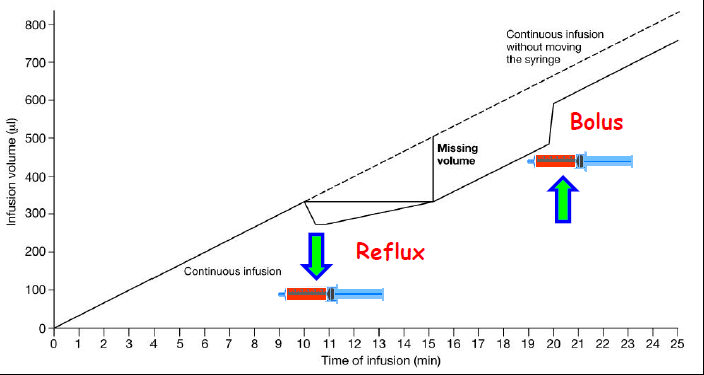 800
700
600
500
400
300
200
100
0
Infusion volume (µl)
Continuous infusion
without moving
the syringe
Bolus
Missing
volume
Reflux
Continuous infusion
0 1 2 3 4 5 6 7 8 9 10 11 12 13 14 15 16 17 18 19 20 21 22 23 24 25
Time of infusion (min)